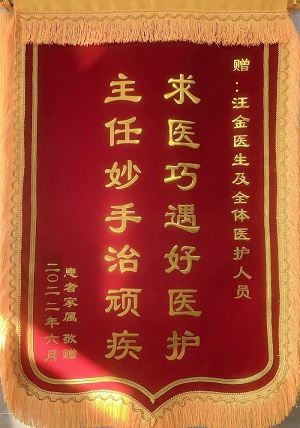 赠：汪金医生及全体医护人员
求医巧遇好医护
主任妙手治顽疾
患者家属 敬赠
二〇二二年六月